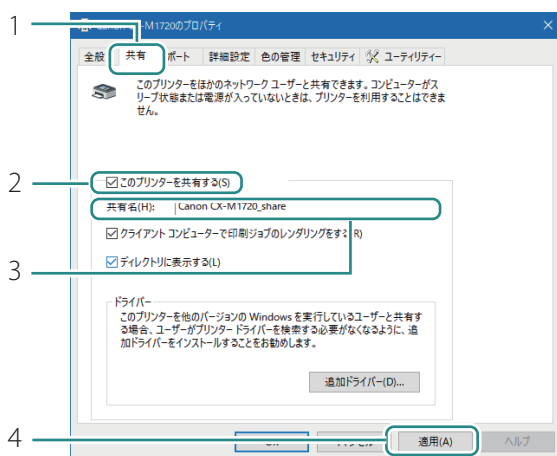 1
CX-M1720のプロパティ
全般 共有 ポート 詳細設定 色の管理 セキュリティ ユーティリティー
このプリンターをほかのネットワーク ユーザーと共有できます。コンピューターがス
リープ状態または電源が入っていないときは、プリンターを利用することはできま
せん。
2
このプリンターを共有する(S)
共有名(H): Canon CX-M1720_share
クライアント コンピューターで印刷ジョブのレンダリングをする(R)
3
ディレクトリに表示する(L)
ドライバー
このプリンターを他のバージョンの Windows を実行しているユーザーと共有す
る場合、ユーザーがプリンター ドライバーを検索する必要がなくなるように、追
加ドライバーをインストールすることをお勧めします。
追加ドライバー(D)...
4
適用(A) ヘルプ